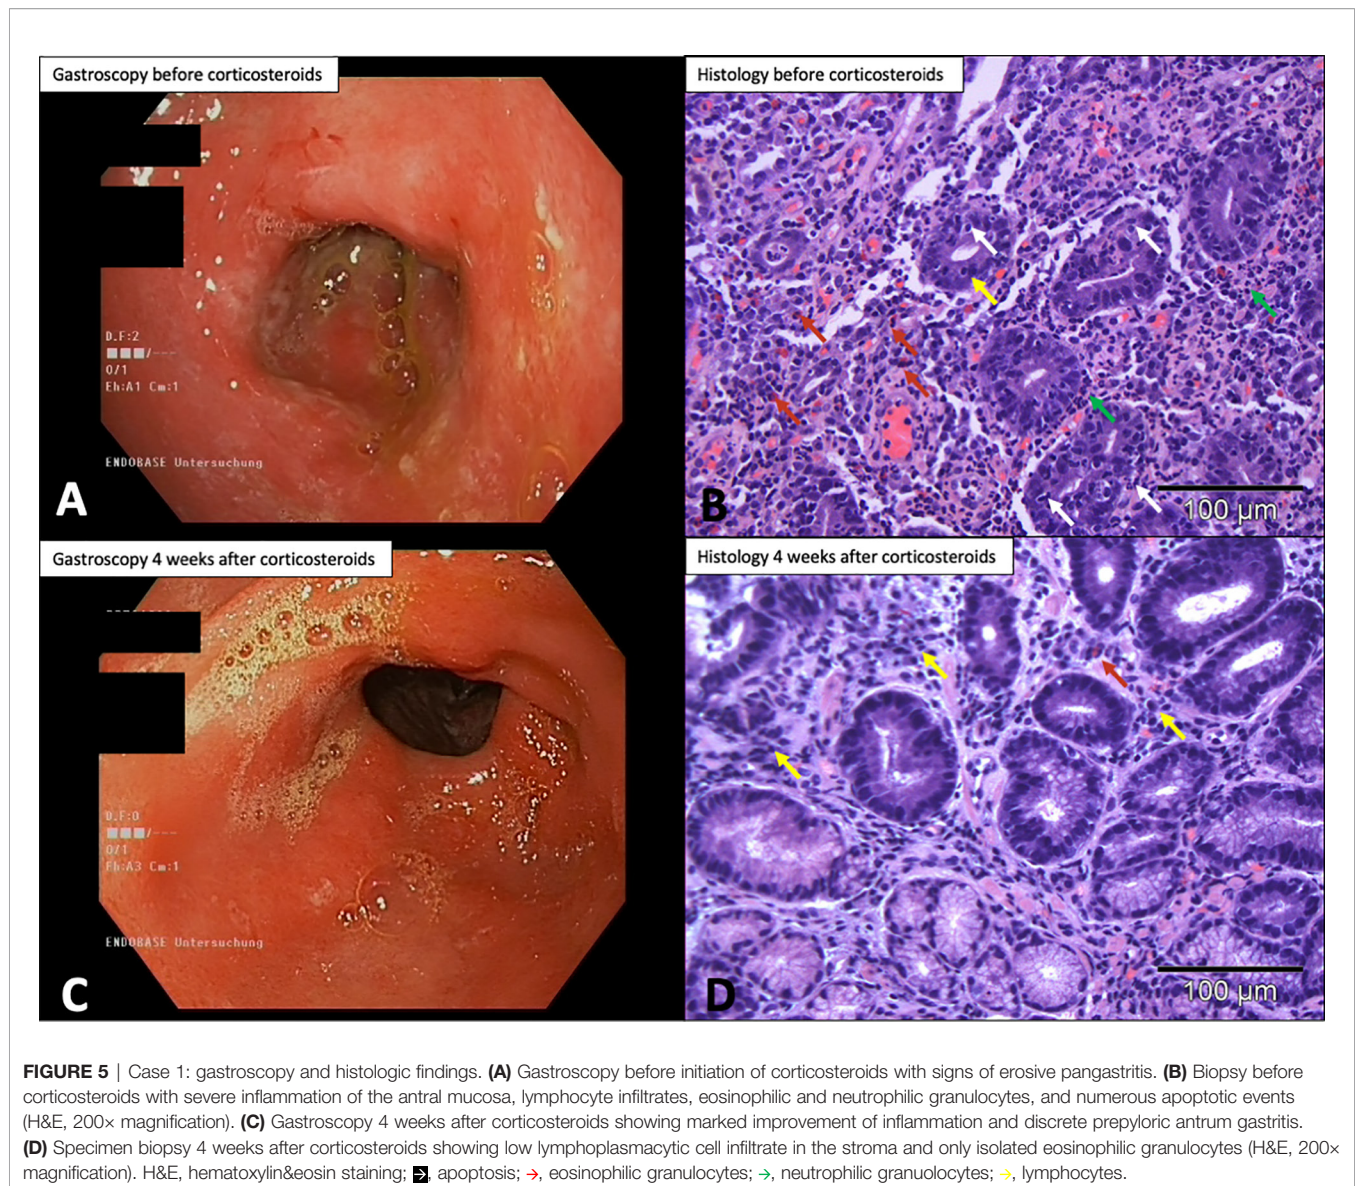 Gastroscopy before corticosteroids
Histology before corticosteroids
D.F:2
0/1
Eh:A1 Cm:1
ENDOBASE Untersuchung
A
B
100 µm
Gastroscopy 4 weeks after corticosteroids
Histology 4 weeks after corticosteroids
D.F:0
0/1
Eh:A3 Cm:1
ENDOBASE Untersuchung
C
D
100 µm
FIGURE 5 | Case 1: gastroscopy and histologic findings. (A) Gastroscopy before initiation of corticosteroids with signs of erosive pangastritis. (B) Biopsy before
corticosteroids with severe inflammation of the antral mucosa, lymphocyte infiltrates, eosinophilic and neutrophilic granulocytes, and numerous apoptotic events
(H&E, 200× magnification). (C) Gastroscopy 4 weeks after corticosteroids showing marked improvement of inflammation and discrete prepyloric antrum gastritis.
(D) Specimen biopsy 4 weeks after corticosteroids showing low lymphoplasmacytic cell infiltrate in the stroma and only isolated eosinophilic granulocytes (H&E, 200×
magnification). H&E, hematoxylin&eosin staining; →, apoptosis; →, eosinophilic granulocytes; →, neutrophilic granuolocytes; →, lymphocytes.